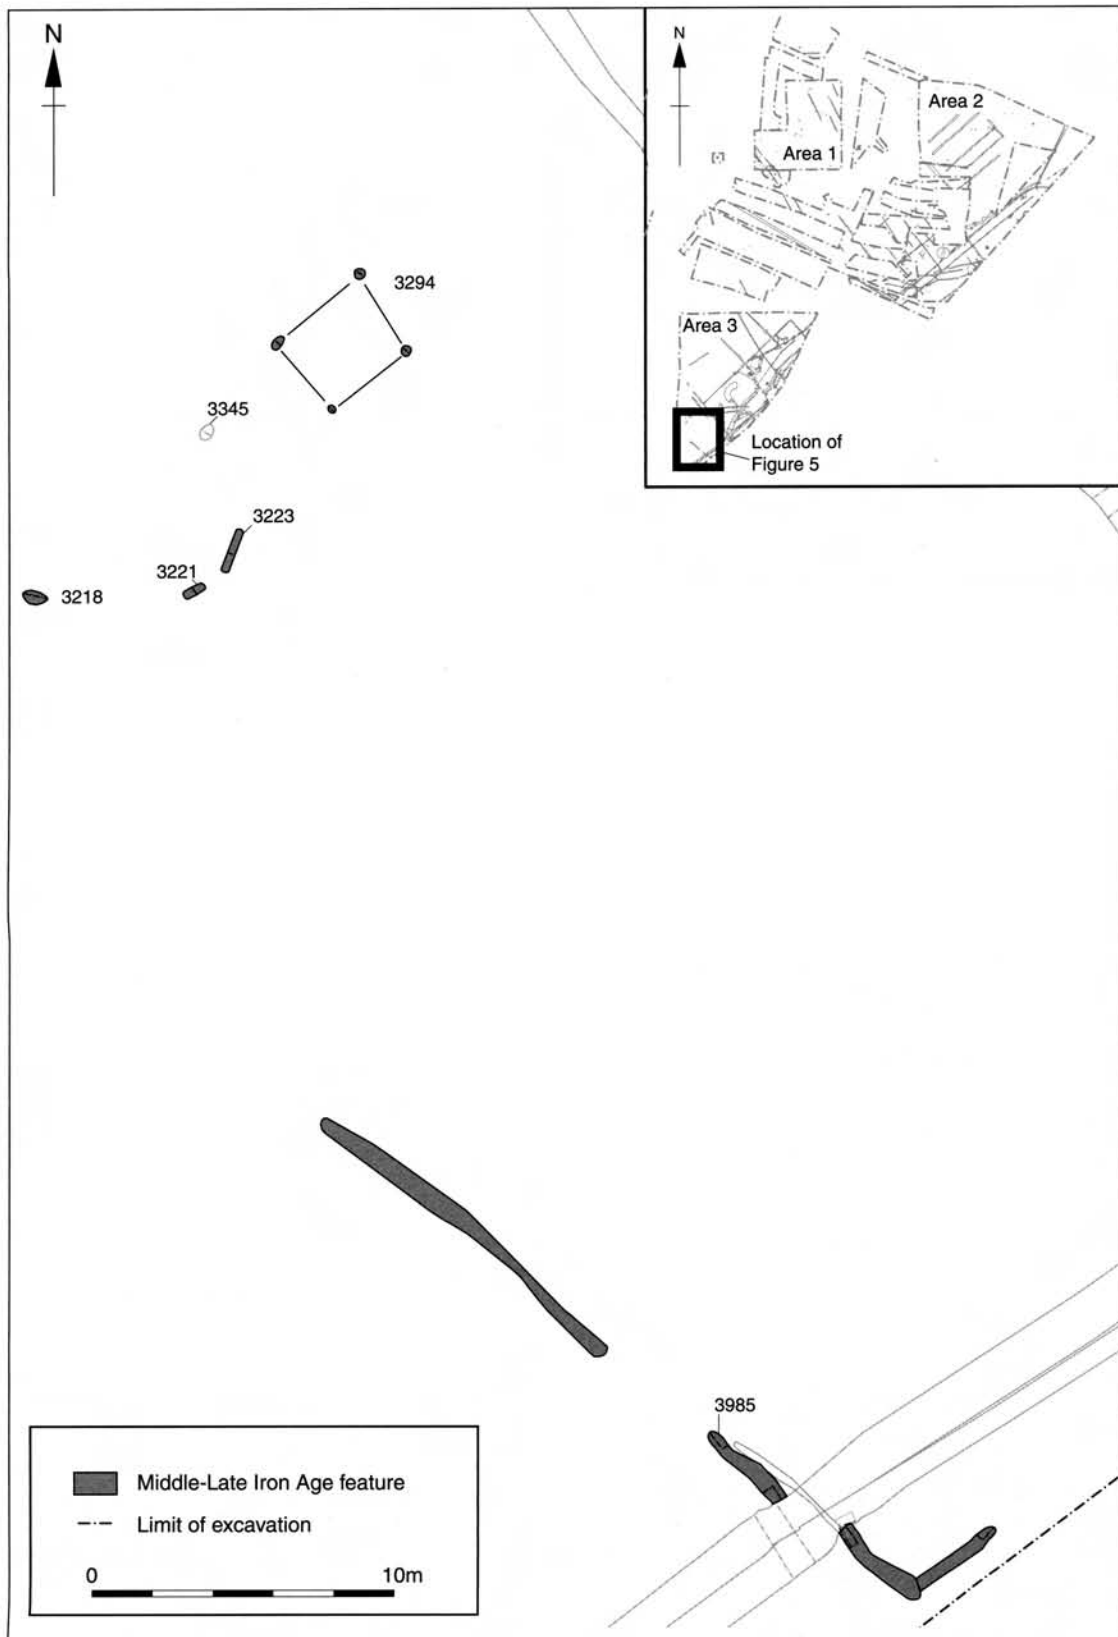 N
N
Area 2
Area 1
3294
Area 3
3345
Location of
Figure 5
3223
3221
3218
3985
Middle-Late Iron Age feature
Limit of excavation
0
10m